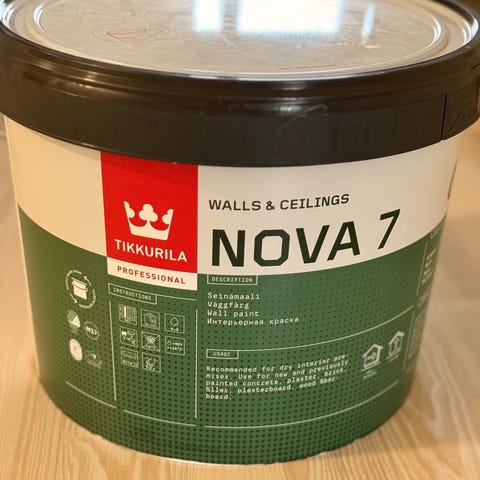 WALLS & CEILINGS
NOVA 7
TIKKURILA
PROFESSIONAL
DESCRIPTION
Seinämaali
Väggfärg
Wall paint
Интерьерная краска
INSTRUCTIONS
M1
USAGE
Recommended for dry interior pre-
mises. Use for new and previously
painted concrete, plaster, brick,
filler, plasterboard, wood fiber
board.